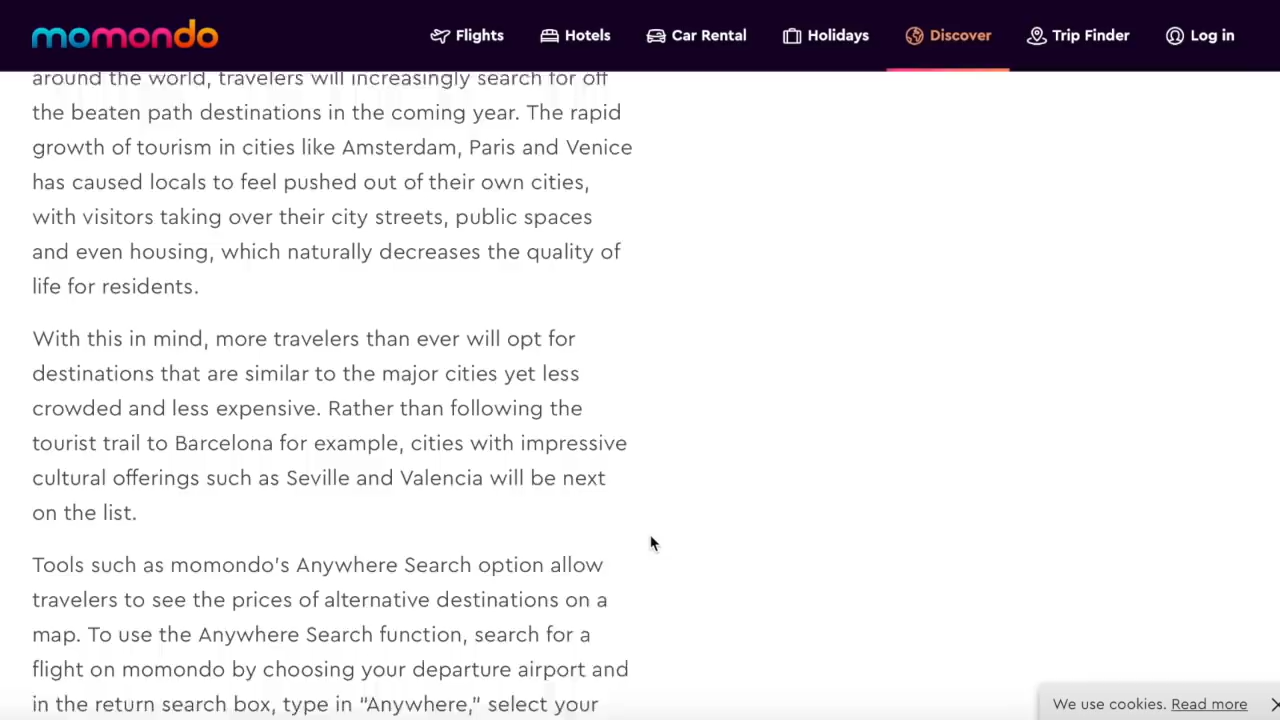 momondo
Flights
Hotels
Car Rental
Holidays
Discover
Trip Finder
Log in
around the world, travelers will increasingly search for off
the beaten path destinations in the coming year. The rapid
growth of tourism in cities like Amsterdam, Paris and Venice
has caused locals to feel pushed out of their own cities,
with visitors taking over their city streets, public spaces
and even housing, which naturally decreases the quality of
life for residents.
With this in mind, more travelers than ever will opt for
destinations that are similar to the major cities yet less
crowded and less expensive. Rather than following the
tourist trail to Barcelona for example, cities with impressive
cultural offerings such as Seville and Valencia will be next
on the list.
Tools such as momondo's Anywhere Search option allow
travelers to see the prices of alternative destinations on a
map. To use the Anywhere Search function, search for a
flight on momondo by choosing your departure airport and
in the return search box, type in “Anywhere,” select your
We use cookies. Read more